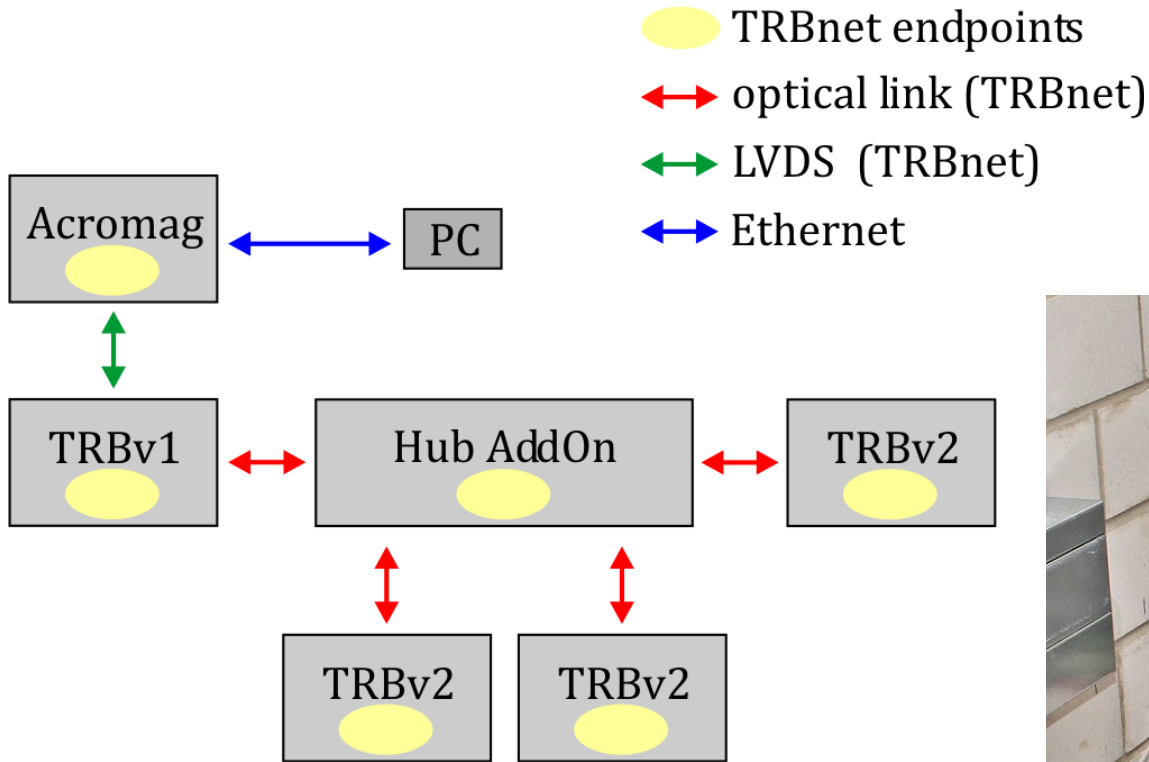 TRBnet endpoints
optical link (TRBnet)
LVDS (TRBnet)
Ethernet
Acromag
PC
TRBv1
Hub AddOn
TRBv2
TRBv2
TRBv2